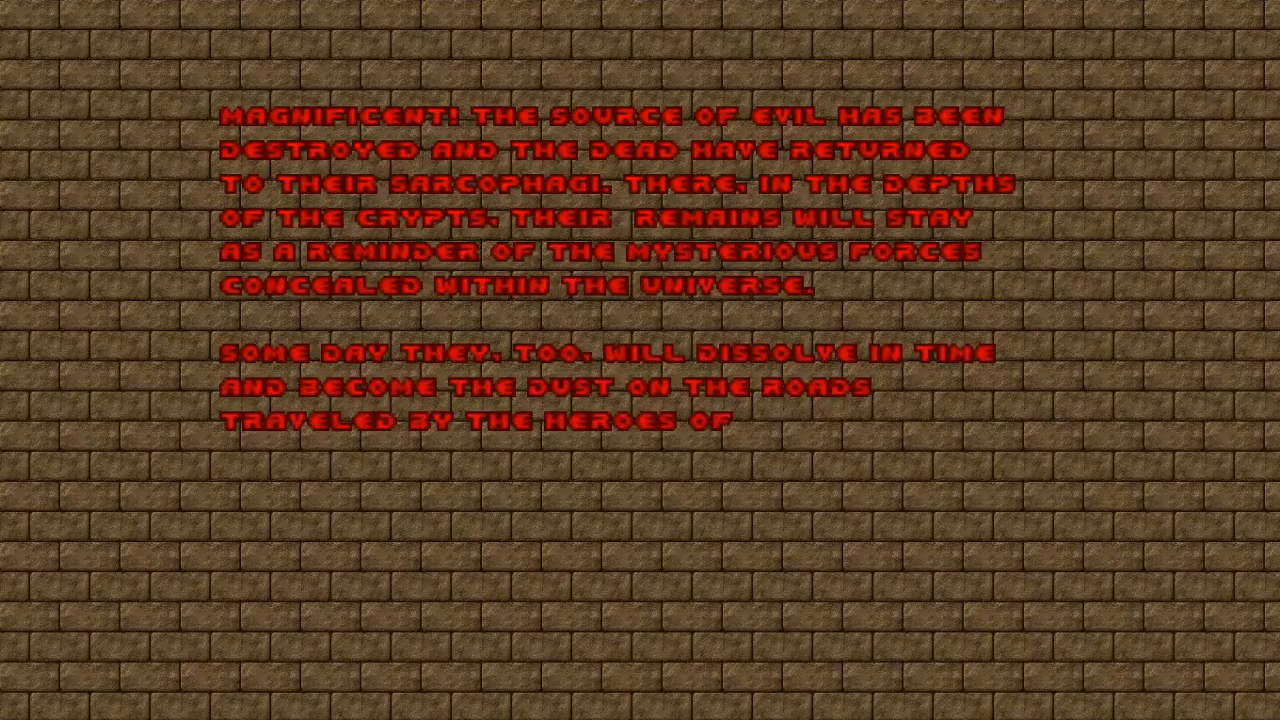 MAGNIFICENT! THE SOURCE OF EVIL HAS BEEN
DESTROYED AND THE DEAD HAVE RETURNED
TO THEIR SARCOPHAGI. THERE, IN THE DEPTHS
OF THE CRYPTS, THEIR  REMAINS WILL STAY
AS A REMINDER OF THE MYSTERIOUS FORCES
CONCEALED WITHIN THE UNIVERSE.
SOME DAY THEY, TOO, WILL DISSOLVE IN TIME
AND BECOME THE DUST ON THE ROADS
TRAVELED BY THE HEROES OF